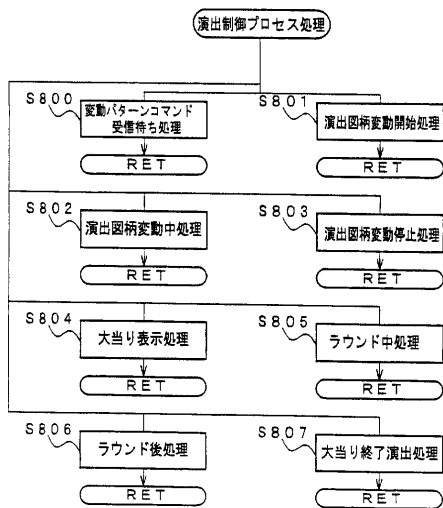 演出制御プロセス処理
S800
変動パターンコマンド
受信待ち処理
RET
S801
演出図柄変動開始処理
RET
S802
演出図柄変動中処理
RET
S803
演出図柄変動停止処理
RET
S804
大当り表示処理
RET
S805
ラウンド中処理
RET
S806
ラウンド後処理
RET
S807
大当り終了演出処理
RET